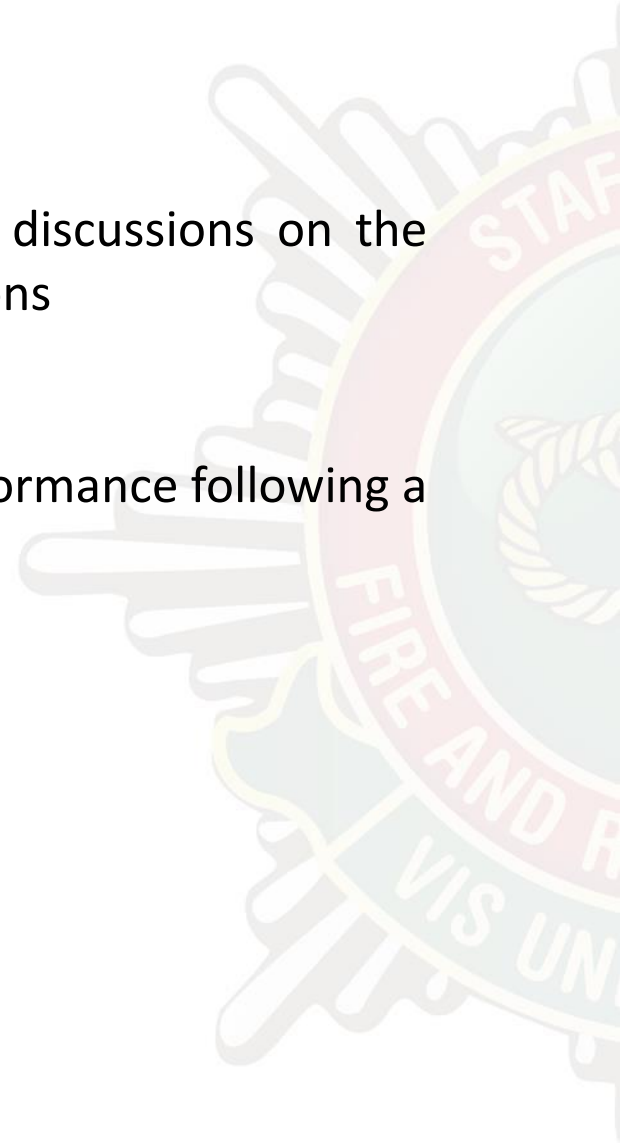 discussions on the
ns
ormance following a
STAF
FIRE AND R
VIS UNI